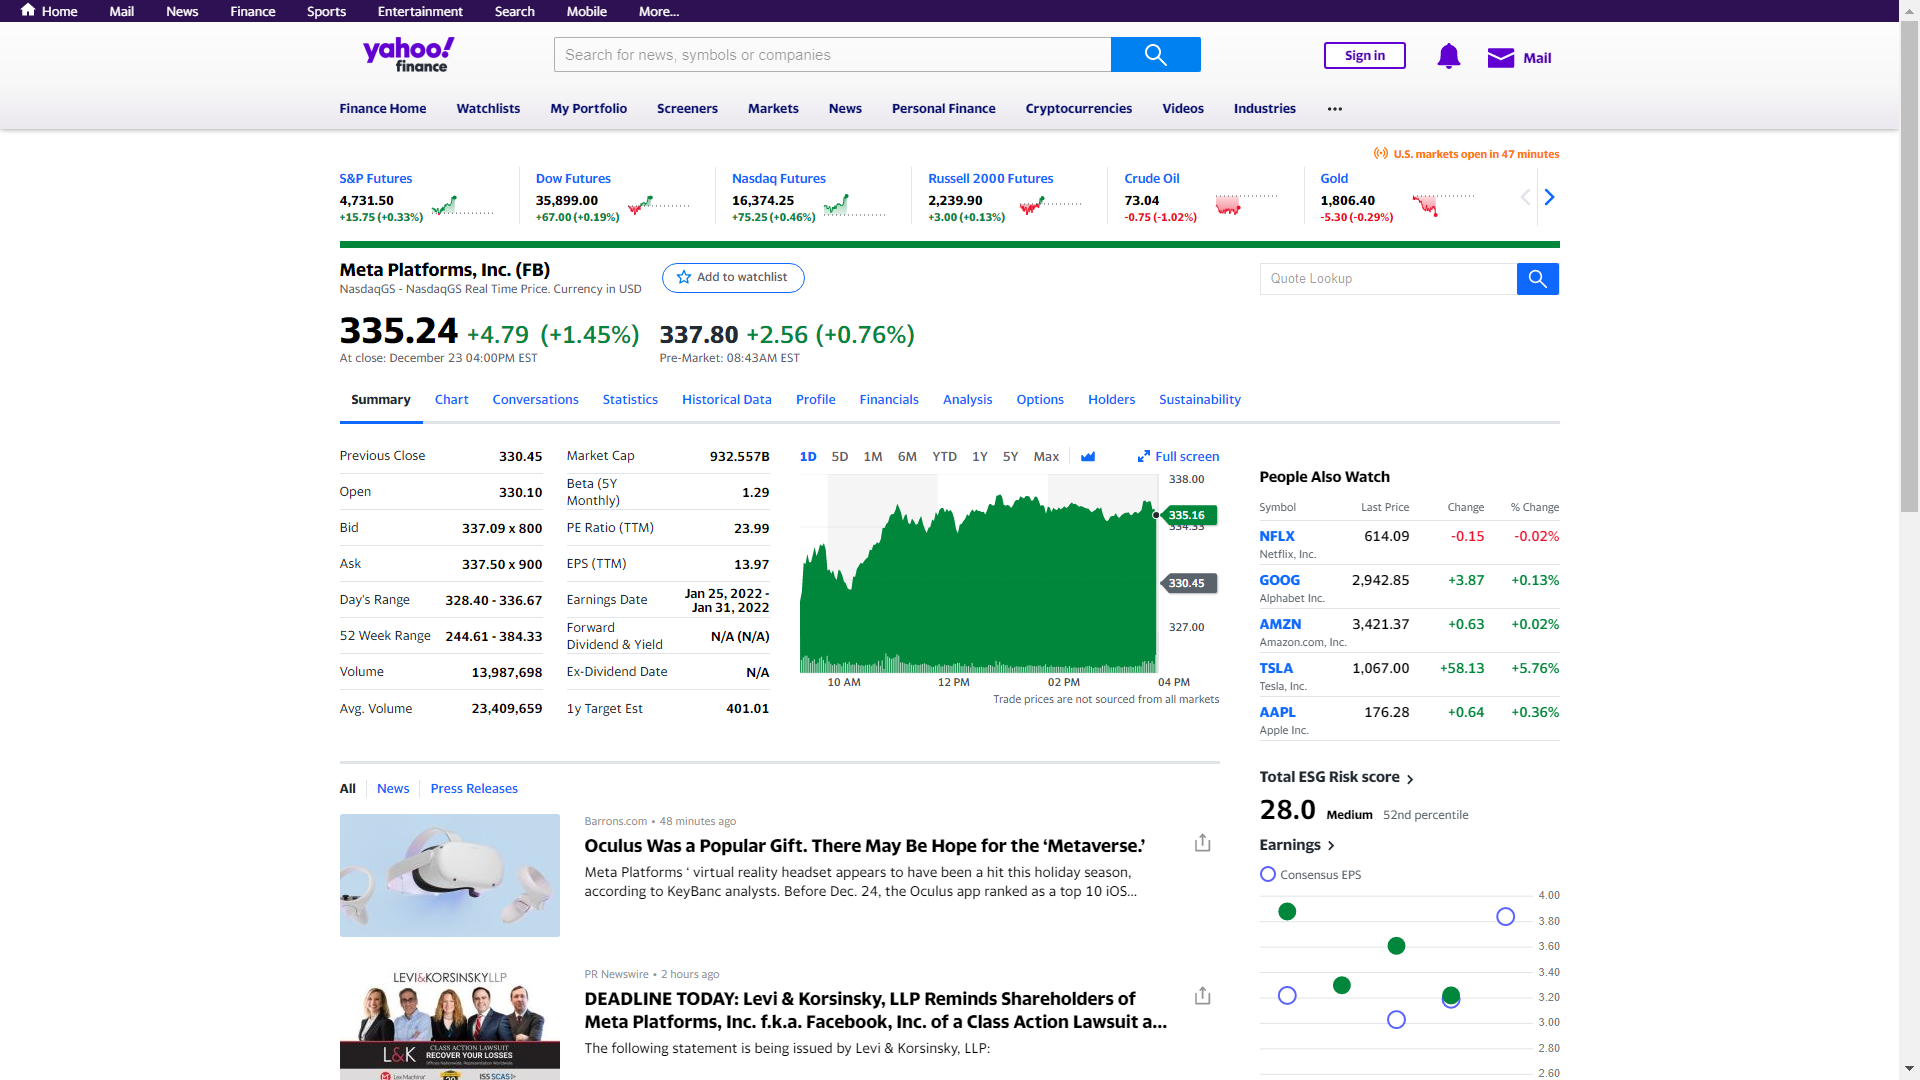 Home Mail News Finance Sports Entertainment Search Mobile More...
yahoo!
finance
Search for news, symbols or companies
Sign in
Mail
Finance Home Watchlists My Portfolio Screeners Markets News Personal Finance Cryptocurrencies Videos Industries ...
U.S. markets open in 47 minutes
S&P Futures
4,731.50
+15.75 (+0.33%)
Dow Futures
35,899.00
+67.00 (+0.19%)
Nasdaq Futures
16,374.25
+75.25 (+0.46%)
Russell 2000 Futures
2,239.90
+3.00 (+0.13%)
Crude Oil
73.04
-0.75 (-1.02%)
Gold
1,806.40
-5.30 (-0.29%)
Meta Platforms, Inc. (FB)
NasdaqGS - NasdaqGS Real Time Price. Currency in USD
Add to watchlist
Quote Lookup
335.24 +4.79 (+1.45%)
At close: December 23 04:00PM EST
337.80 +2.56 (+0.76%)
Pre-Market: 08:43AM EST
Summary Chart Conversations Statistics Historical Data Profile Financials Analysis Options Holders Sustainability
Previous Close 330.45
Open 330.10
Bid 337.09 x 800
Ask 337.50 x 900
Day's Range 328.40 - 336.67
52 Week Range 244.61 - 384.33
Volume 13,987,698
Avg. Volume 23,409,659
Market Cap 932.557B
Beta (5Y
Monthly) 1.29
PE Ratio (TTM) 23.99
EPS (TTM) 13.97
Earnings Date Jan 25, 2022 -
Jan 31, 2022
Forward
Dividend & Yield N/A (N/A)
Ex-Dividend Date N/A
1y Target Est 401.01
1D 5D 1M 6M YTD 1Y 5Y Max
Full screen
338.00
335.16
334.33
330.45
327.00
10 AM 12 PM 02 PM 04 PM
Trade prices are not sourced from all markets
People Also Watch
Symbol Last Price Change % Change
NFLX 614.09 -0.15 -0.02%
Netflix, Inc.
GOOG 2,942.85 +3.87 +0.13%
Alphabet Inc.
AMZN 3,421.37 +0.63 +0.02%
Amazon.com, Inc.
TSLA 1,067.00 +58.13 +5.76%
Tesla, Inc.
AAPL 176.28 +0.64 +0.36%
Apple Inc.
Total ESG Risk score
28.0 Medium 52nd percentile
Earnings
Consensus EPS
4.00
3.80
3.60
3.40
3.20
3.00
2.80
2.60
All News Press Releases
Barrons.com • 48 minutes ago
Oculus Was a Popular Gift. There May Be Hope for the ‘Metaverse.’
Meta Platforms ‘ virtual reality headset appears to have been a hit this holiday season,
according to KeyBanc analysts. Before Dec. 24, the Oculus app ranked as a top 10 iOS...
LEVI&KORSINSKYLLP
L&K
CLASS ACTION LAWSUIT
RECOVER YOUR LOSSES
Lex Machina
ISS SCAS
PR Newswire • 2 hours ago
DEADLINE TODAY: Levi & Korsinsky, LLP Reminds Shareholders of
Meta Platforms, Inc. f.k.a. Facebook, Inc. of a Class Action Lawsuit a...
The following statement is being issued by Levi & Korsinsky, LLP: